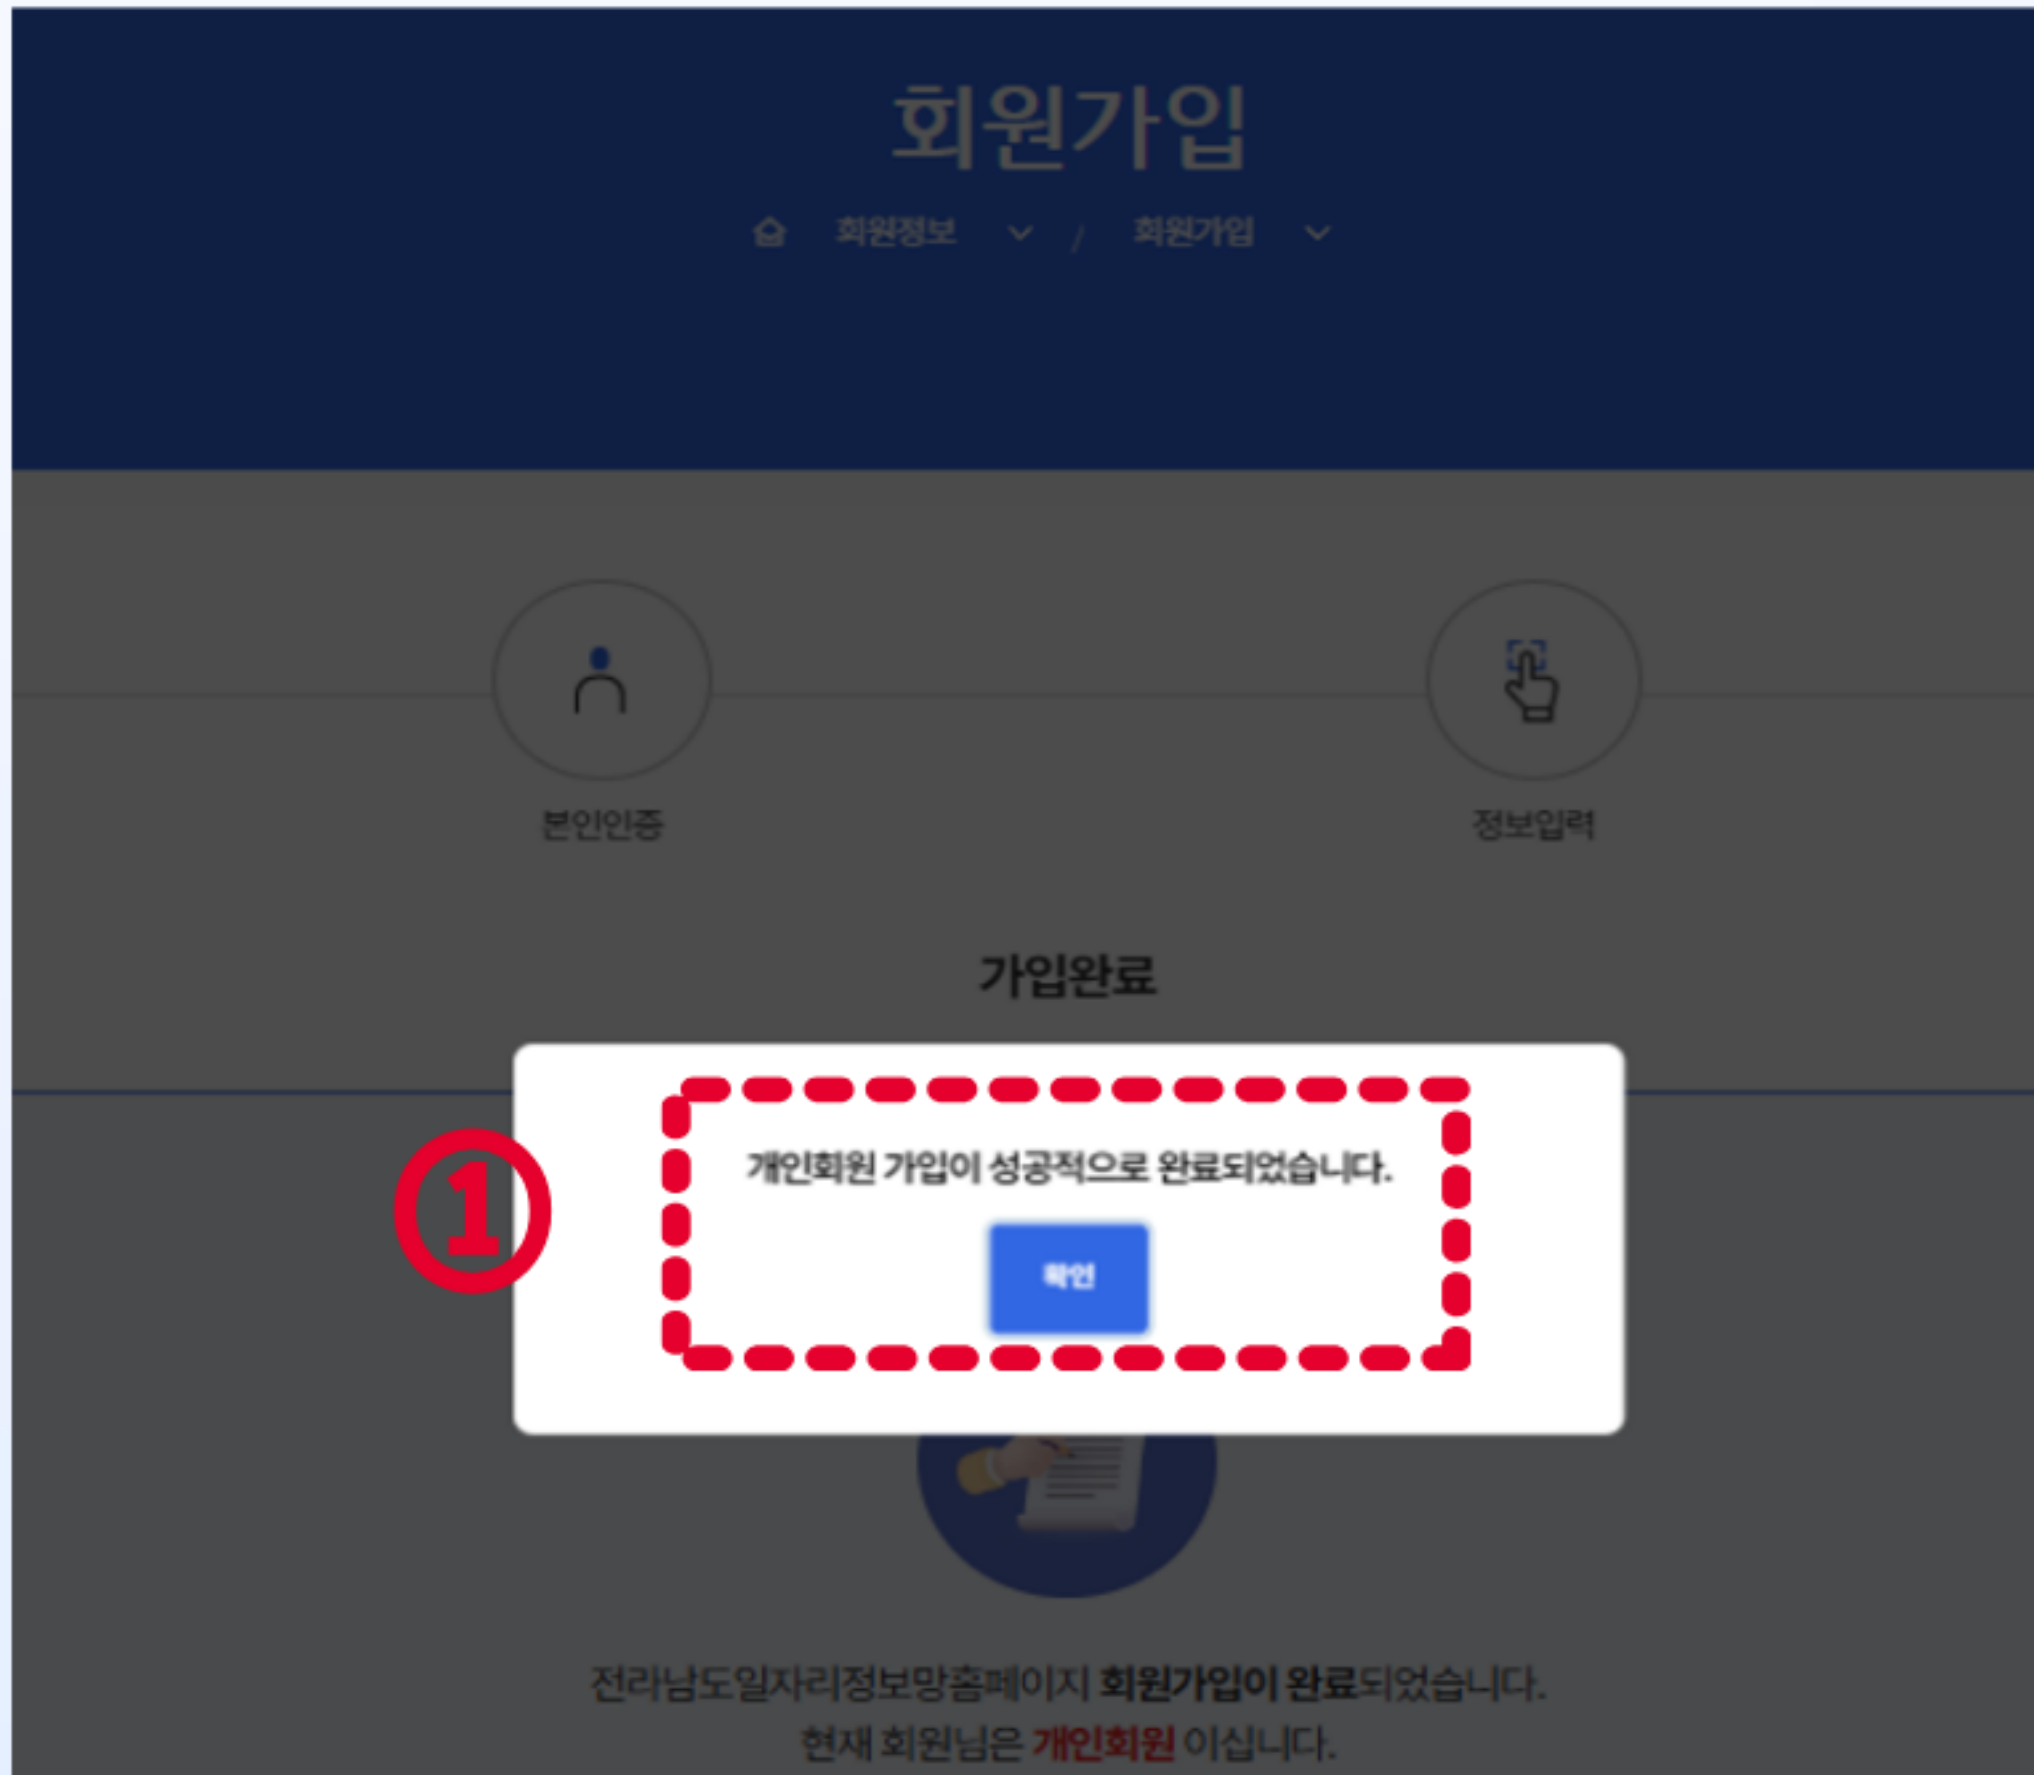 회원가입
회원정보 / 회원가입
본인인증
정보입력
가입완료
1
개인회원 가입이 성공적으로 완료되었습니다.
확인
전라남도일자리정보망홈페이지 회원가입이 완료되었습니다.
현재 회원님은 개인회원 이십니다.